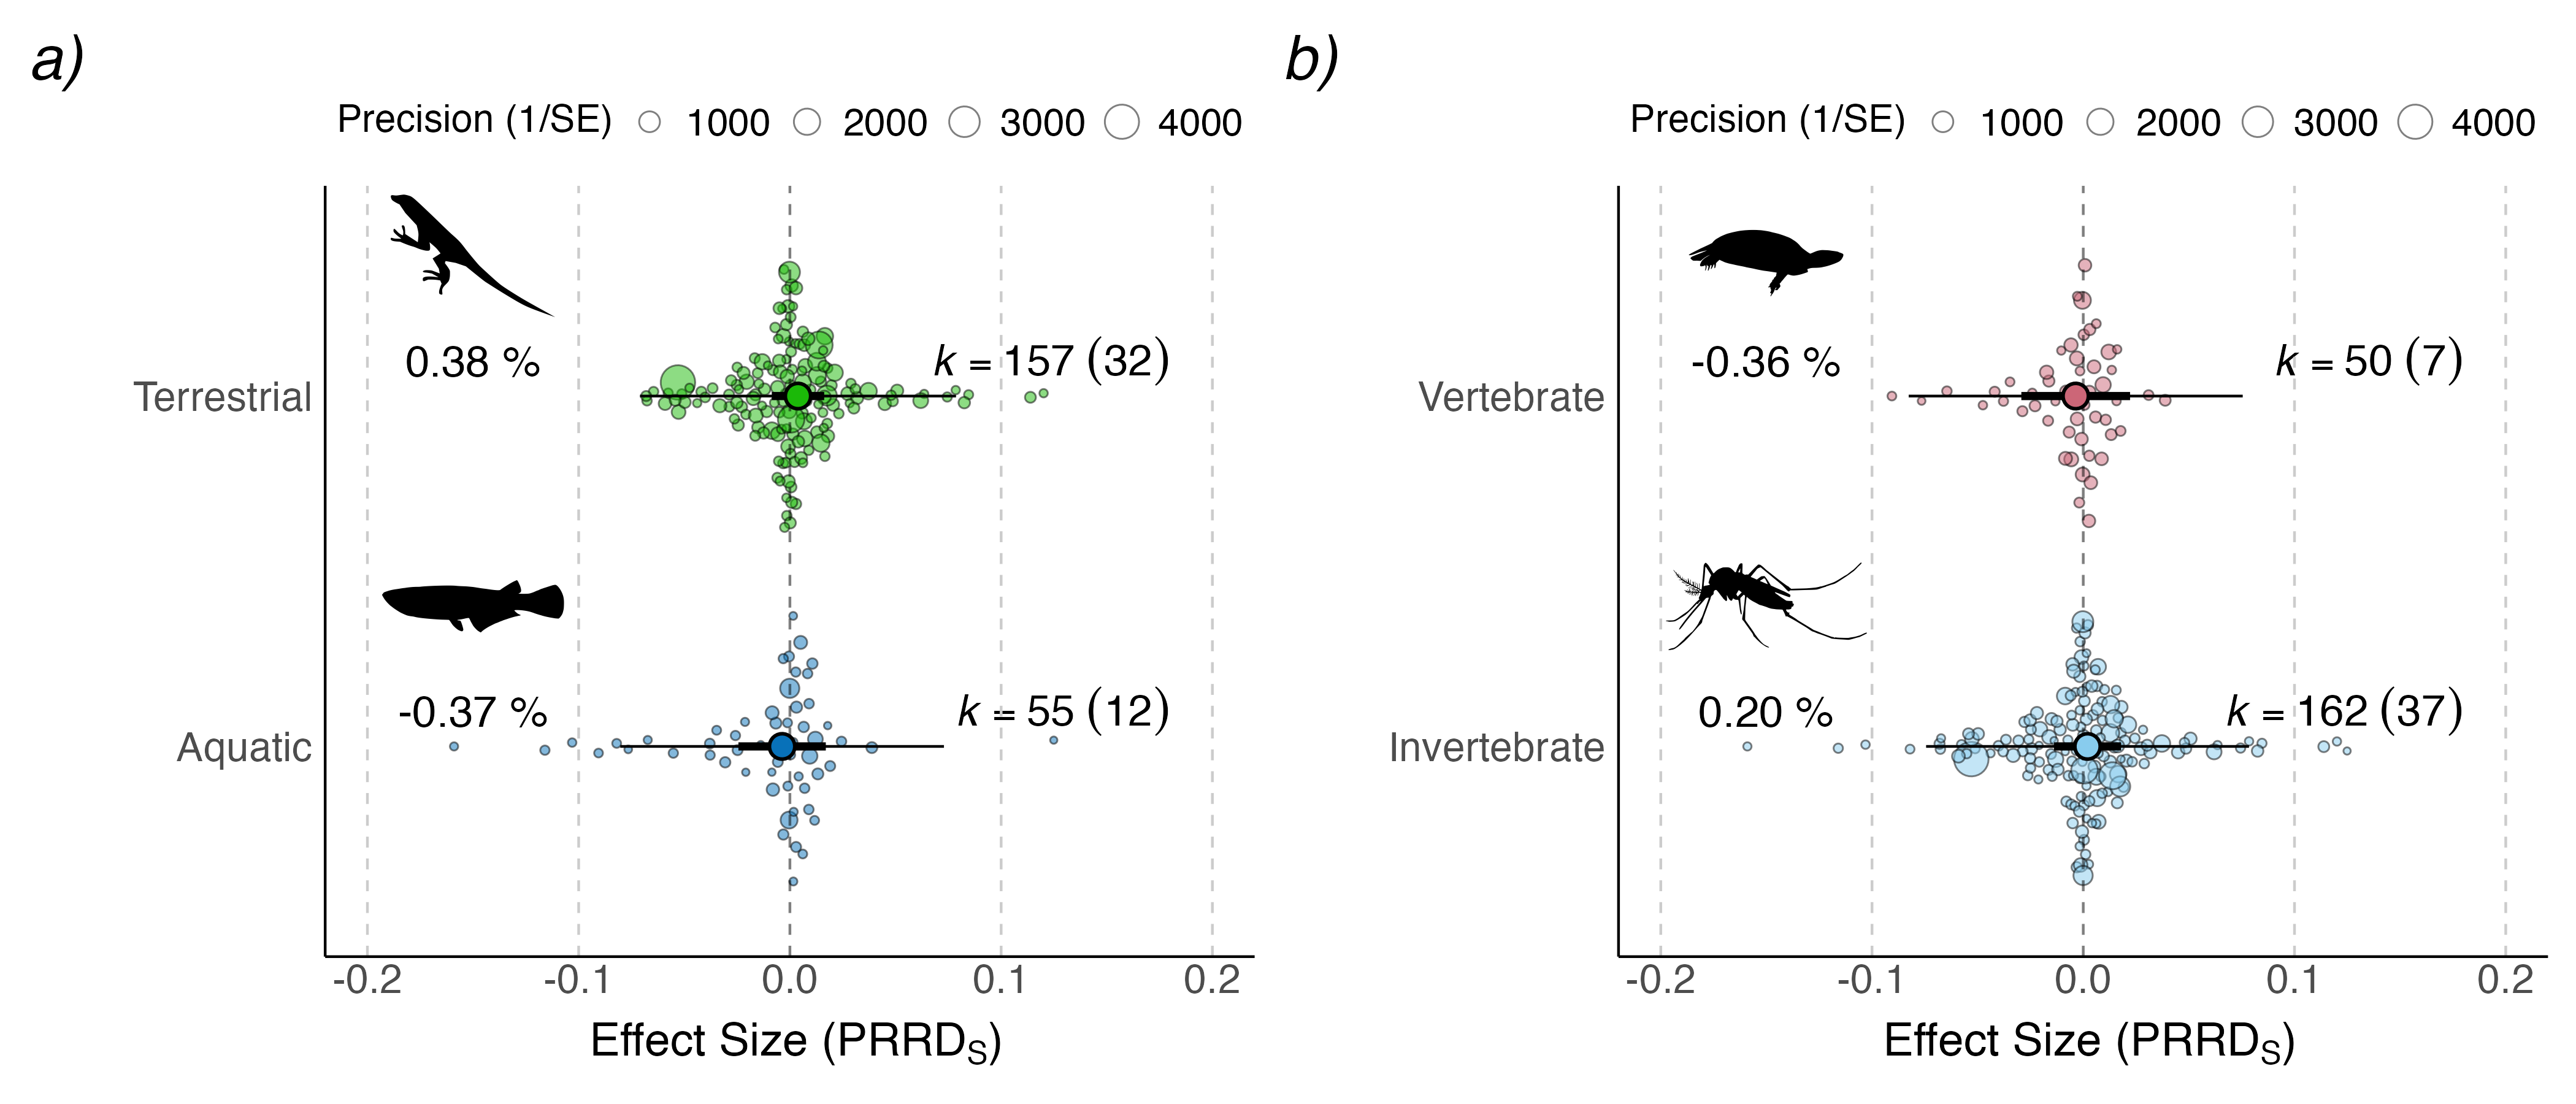 a)
Precision (1/SE) 1000 2000 3000 4000
Terrestrial
0.38 %
k = 157 (32)
Aquatic
-0.37 %
k = 55 (12)
-0.2 -0.1 0.0 0.1 0.2
Effect Size (PRRDS)
b)
Precision (1/SE) 1000 2000 3000 4000
Vertebrate
-0.36 %
k = 50 (7)
Invertebrate
0.20 %
k = 162 (37)
-0.2 -0.1 0.0 0.1 0.2
Effect Size (PRRDS)